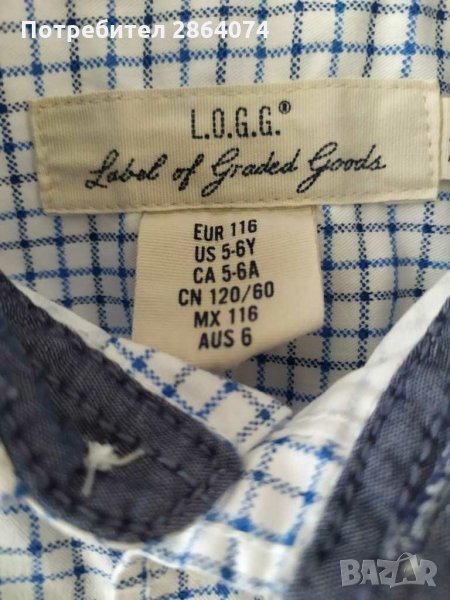 Потребител 2864074
L.O.G.G.®
Label of Graded Goods
EUR 116
US 5-6Y
CA 5-6A
CN 120/60
MX 116
AUS 6
BAZAR